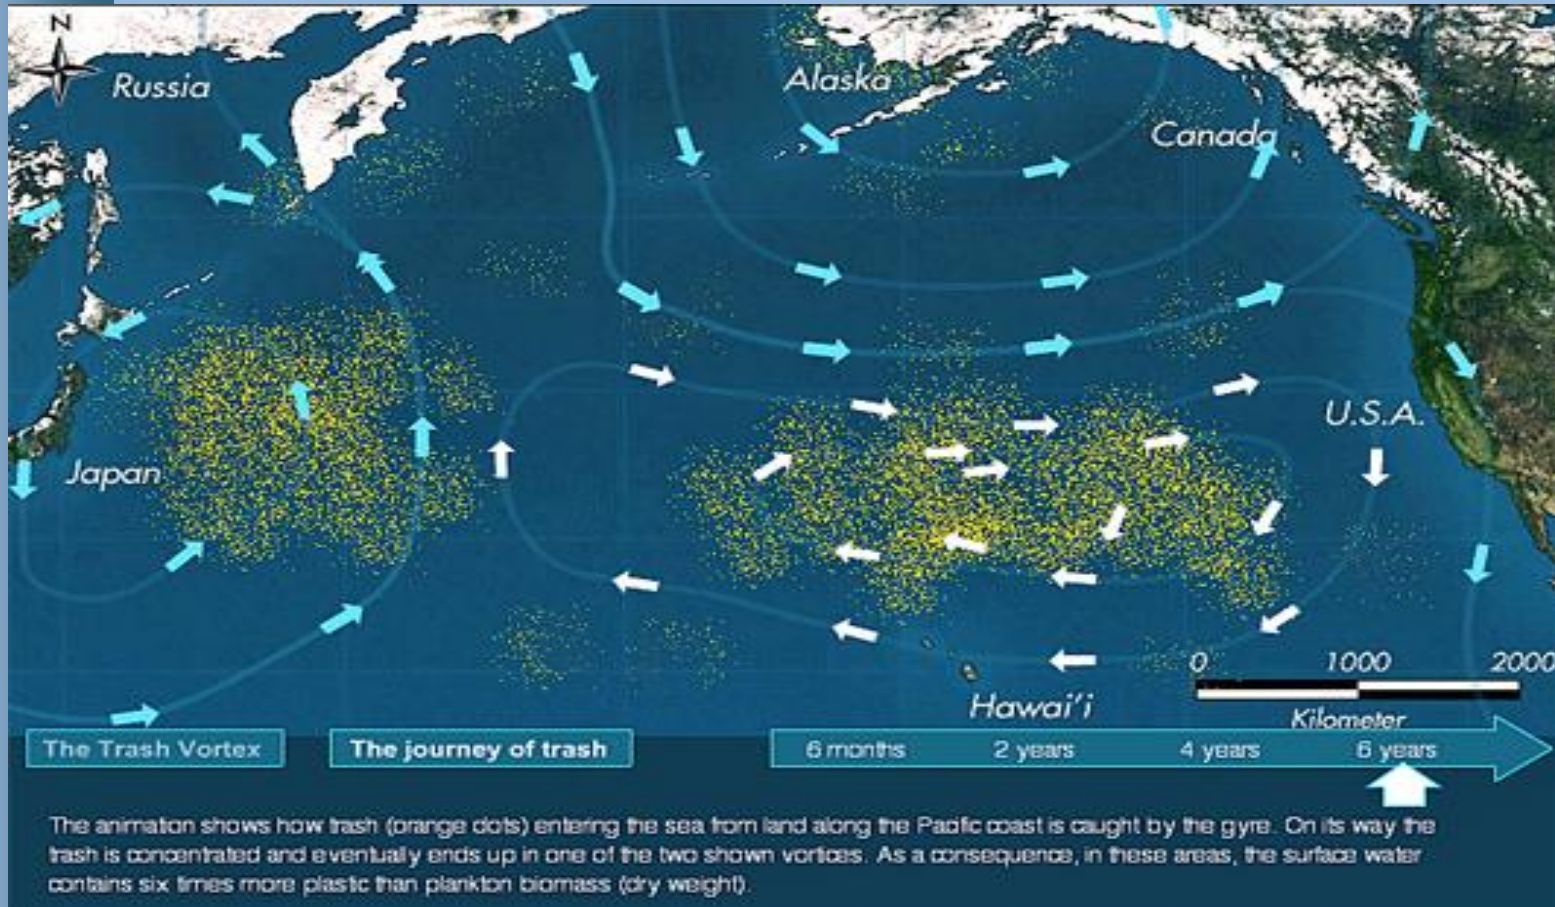 N
Russia
Alaska
Canada
U.S.A.
Japan
0 1000 2000
Hawai'i
Kilometer
The Trash Vortex
The journey of trash
6 months 2 years 4 years 6 years
The animation shows how trash (orange dots) entering the sea from land along the Pacific coast is caught by the gyre. On its way the
trash is concentrated and eventually ends up in one of the two shown vortices. As a consequence, in these areas, the surface water
contains six times more plastic than plankton biomass (dry weight).